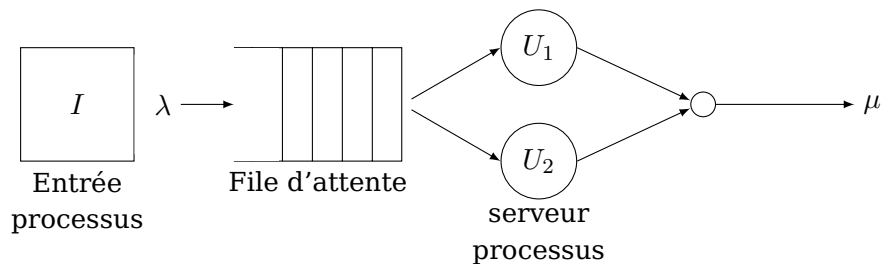 I
λ
U₁
U₂
μ
Entrée
processus
File d'attente
serveur
processus